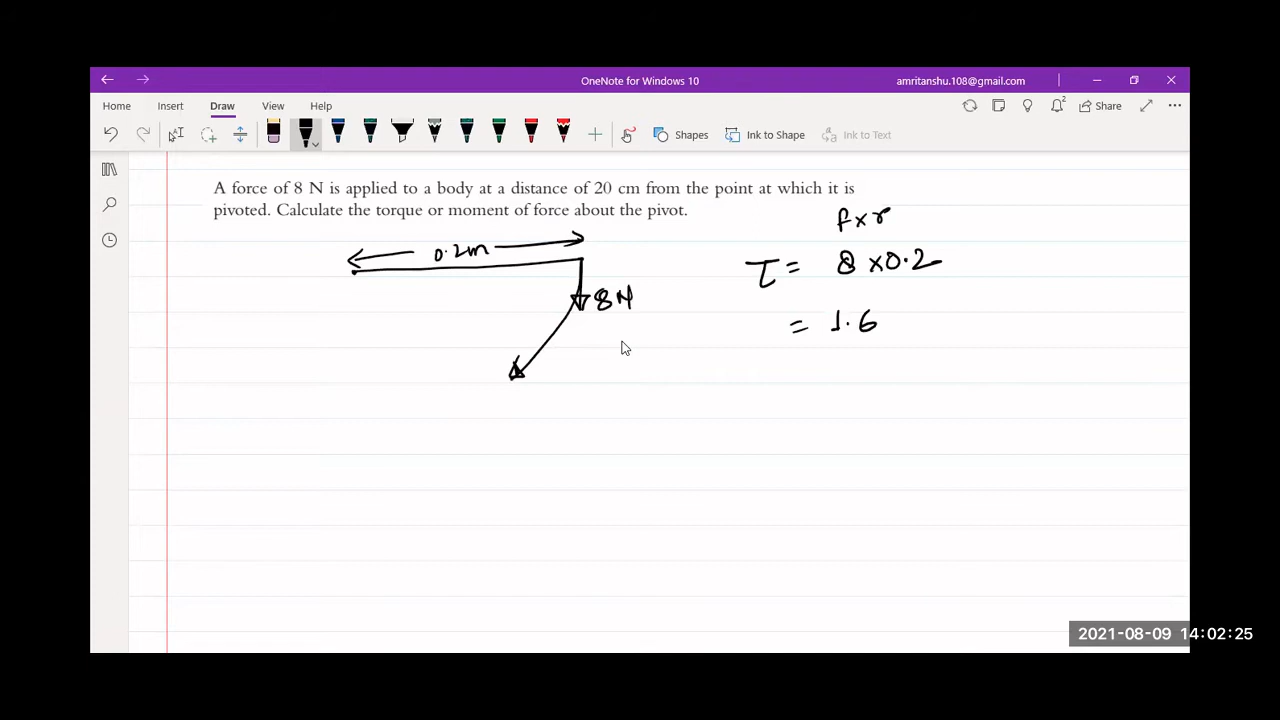 OneNote for Windows 10
amritanshu.108@gmail.com
Home Insert Draw View Help
2
Share
Shapes
Ink to Shape
Ink to Text
A force of 8 N is applied to a body at a distance of 20 cm from the point at which it is
pivoted. Calculate the torque or moment of force about the pivot.
f×r
0.2m
τ = 8 ×0.2
8 N
= 1.6
2021-08-09 14:02:25